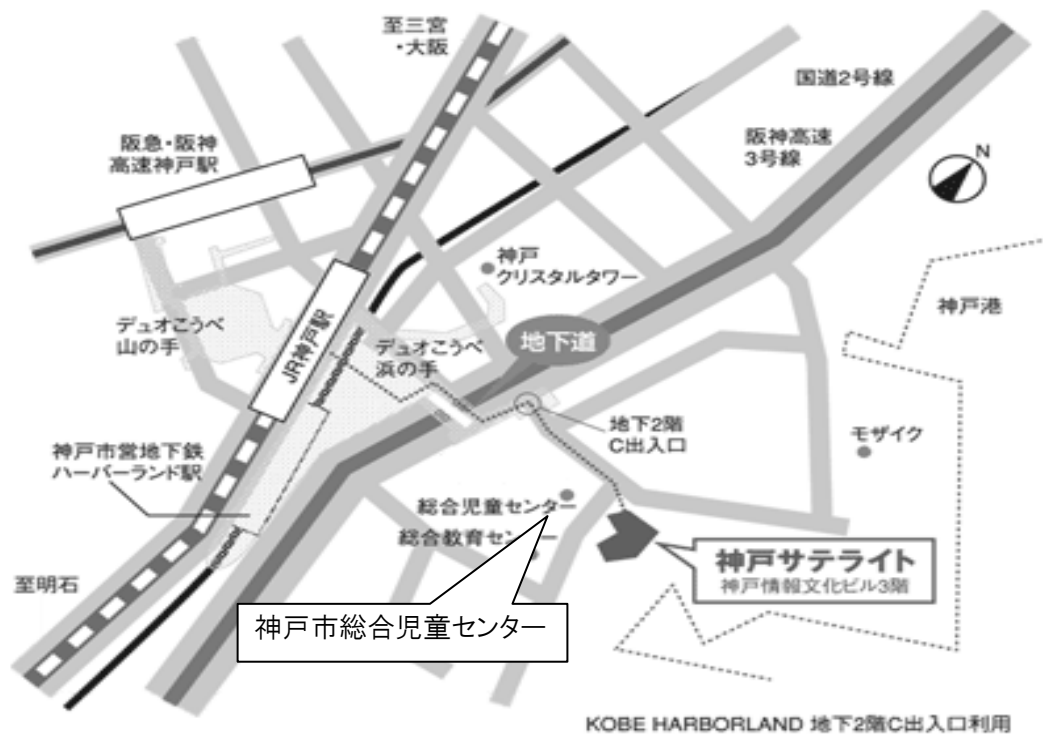 至三宮
・大阪
国道2号線
阪急・阪神
高速神戸駅
阪神高速
3号線
N
神戸
クリスタルタワー
神戸港
デュオこうべ
山の手
JR神戸駅
デュオこうべ
浜の手
地下道
地下2階
C出入口
モザイク
神戸市営地下鉄
ハーバーランド駅
総合児童センター
総合教育センター
神戸サテライト
神戸情報文化ビル3階
至明石
神戸市総合児童センター
KOBE HARBORLAND 地下2階C出入口利用